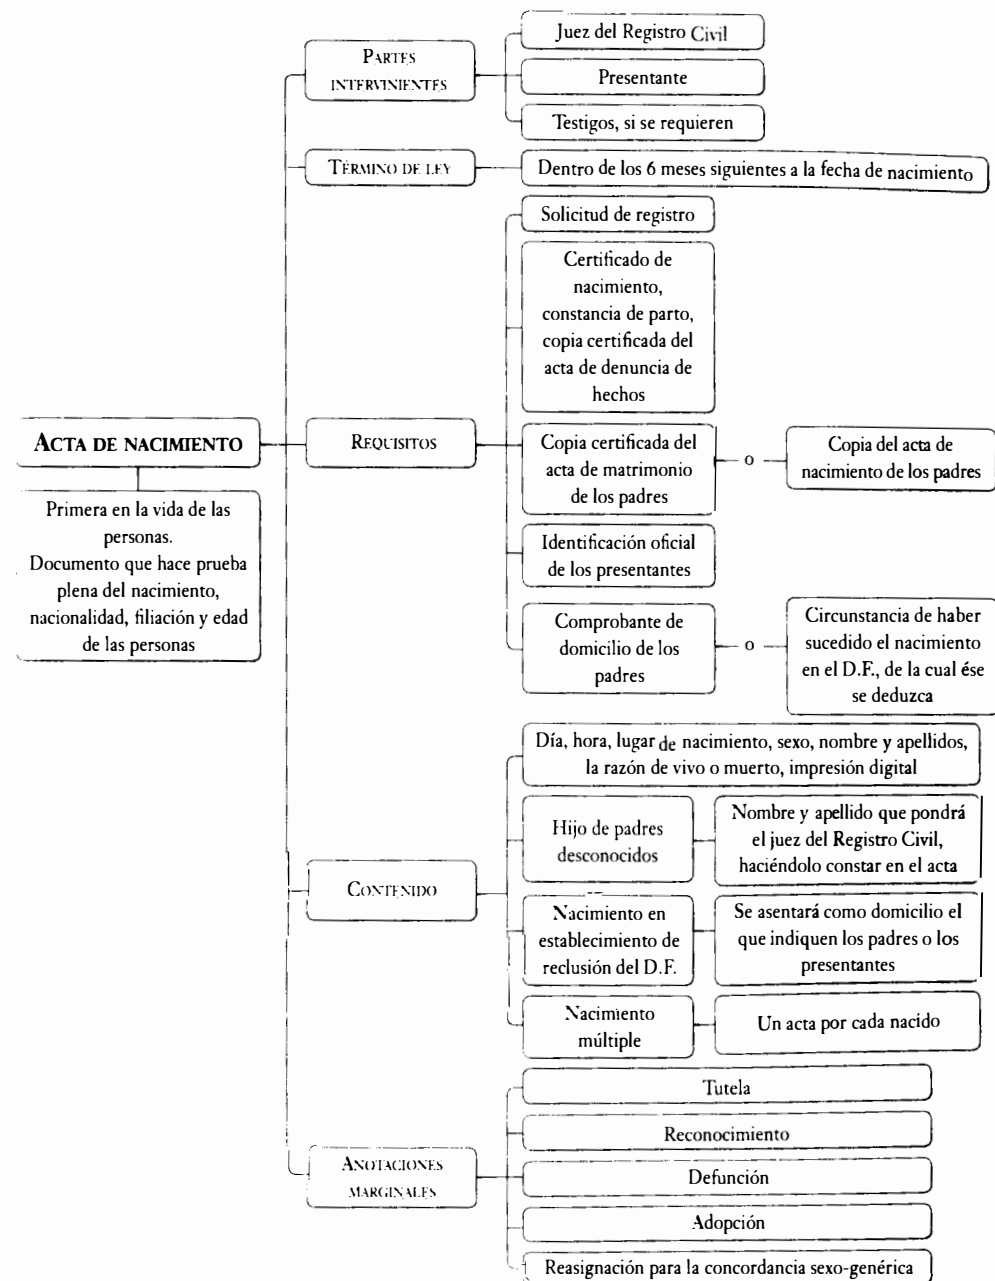 ACTA DE NACIMIENTO
Primera en la vida de las
personas.
Documento que hace prueba
plena del nacimiento,
nacionalidad, filiación y edad
de las personas
PARTES
INTERVINIENTES
Juez del Registro Civil
Presentante
Testigos, si se requieren
TÉRMINO DE LEY
Dentro de los 6 meses siguientes a la fecha de nacimiento
REQUISITOS
Solicitud de registro
Certificado de
nacimiento,
constancia de parto,
copia certificada del
acta de denuncia de
hechos
Copia certificada del
acta de matrimonio
de los padres
o
Copia del acta de
nacimiento de los padres
Identificación oficial
de los presentantes
Comprobante de
domicilio de los
padres
o
Circunstancia de haber
sucedido el nacimiento
en el D.F., de la cual ése
se deduzca
CONTENIDO
Día, hora, lugar de nacimiento, sexo, nombre y apellidos,
la razón de vivo o muerto, impresión digital
Hijo de padres
desconocidos
Nombre y apellido que pondrá
el juez del Registro Civil,
haciéndolo constar en el acta
Nacimiento en
establecimiento de
reclusión del D.F.
Se asentará como domicilio el
que indiquen los padres o los
presentantes
Nacimiento
múltiple
Un acta por cada nacido
ANOTACIONES
MARGINALES
Tutela
Reconocimiento
Defunción
Adopción
Reasignación para la concordancia sexo-genérica